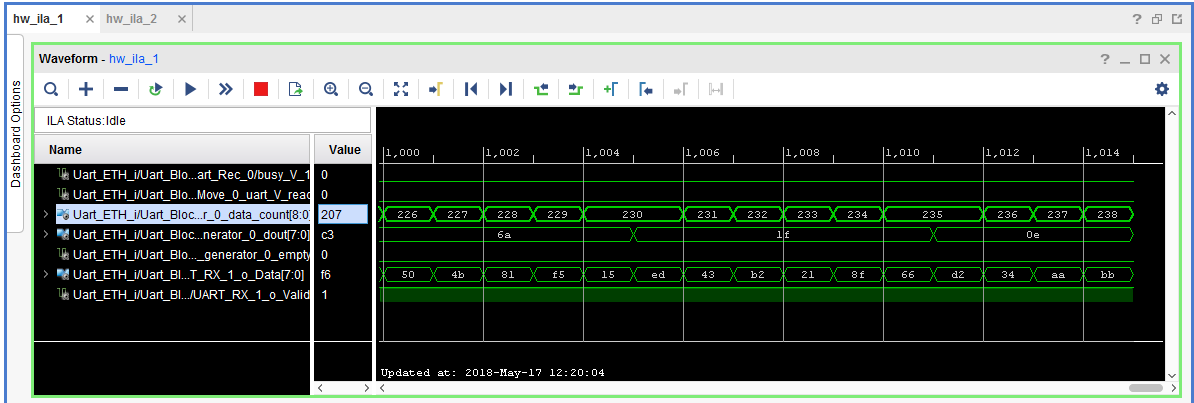 hw_ila_1 × hw_ila_2 ×
?
Dashboard Options
Waveform - hw_ila_1
?
ILA Status:Idle
Name Value
1,000 1,002 1,004 1,006 1,008 1,010 1,012 1,014
Uart_ETH_i/Uart_Blo...art_Rec_0/busy_V_1 0
Uart_ETH_i/Uart_Blo...Move_0_uart_V_read 0
Uart_ETH_i/Uart_Bloc...r_0_data_count[8:0] 207 226 227 228 229 230 231 232 233 234 235 236 237 238
Uart_ETH_i/Uart_Bloc...nerator_0_dout[7:0] c3 6a 1f 0e
Uart_ETH_i/Uart_Blo..._generator_0_empty 0
Uart_ETH_i/Uart_Bl...T_RX_1_o_Data[7:0] f6 50 4b 81 f5 15 ed 43 b2 21 8f 66 d2 34 aa bb
Uart_ETH_i/Uart_Bl.../UART_RX_1_o_Valid 1
Updated at: 2018-May-17 12:20:04